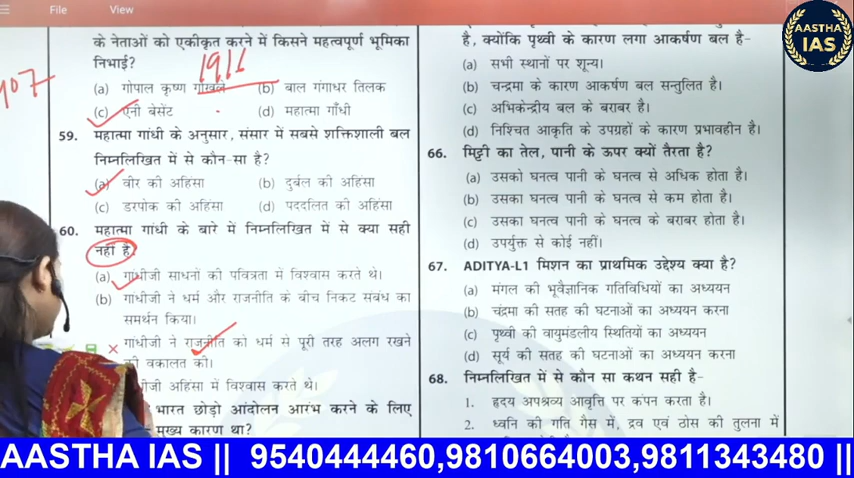 File View
AASTHA
IAS
1907
1916
के नेताओं को एकीकृत करने में किसने महत्वपूर्ण भूमिका
निभाई?
(a) गोपाल कृष्ण गोखले (b) बाल गंगाधर तिलक
(c) एनी बेसेंट (d) महात्मा गाँधी
59. महात्मा गांधी के अनुसार, संसार में सबसे शक्तिशाली बल
निम्नलिखित में से कौन-सा है?
(a) वीर की अहिंसा (b) दुर्बल की अहिंसा
(c) डरपोक की अहिंसा (d) पददलित की अहिंसा
60. महात्मा गांधी के बारे में निम्नलिखित में से क्या सही
नहीं है?
(a) गांधीजी साधनों की पवित्रता में विश्वास करते थे।
(b) गांधीजी ने धर्म और राजनीति के बीच निकट संबंध का
समर्थन किया।
गांधीजी ने राजनीति को धर्म से पूरी तरह अलग रखने
की वकालत की।
अहिंसा में विश्वास करते थे।
भारत छोड़ो आंदोलन आरंभ करने के लिए
मुख्य कारण था?
है, क्योंकि पृथ्वी के कारण लगा आकर्षण बल है-
(a) सभी स्थानों पर शून्य।
(b) चन्द्रमा के कारण आकर्षण बल सन्तुलित है।
(c) अभिकेन्द्रीय बल के बराबर है।
(d) निश्चित आकृति के उपग्रहों के कारण प्रभावहीन है।
66. मिट्टी का तेल, पानी के ऊपर क्यों तैरता है?
(a) उसको घनत्व पानी के घनत्व से अधिक होता है।
(b) उसका घनत्व पानी के घनत्व से कम होता है।
(c) उसका घनत्व पानी के घनत्व के बराबर होता है।
(d) उपर्युक्त से कोई नहीं।
67. ADITYA-L1 मिशन का प्राथमिक उद्देश्य क्या है?
(a) मंगल की भूवैज्ञानिक गतिविधियों का अध्ययन
(b) चंद्रमा की सतह की घटनाओं का अध्ययन करना
(c) पृथ्वी की वायुमंडलीय स्थितियों का अध्ययन
(d) सूर्य की सतह की घटनाओं का अध्ययन करना
68. निम्नलिखित में से कौन सा कथन सही है-
1. हृदय अपश्रव्य आवृत्ति पर कंपन करता है।
2. ध्वनि की गति गैस में, द्रव एवं ठोस की तुलना में
AASTHA IAS || 9540444460,9810664003,9811343480 ||